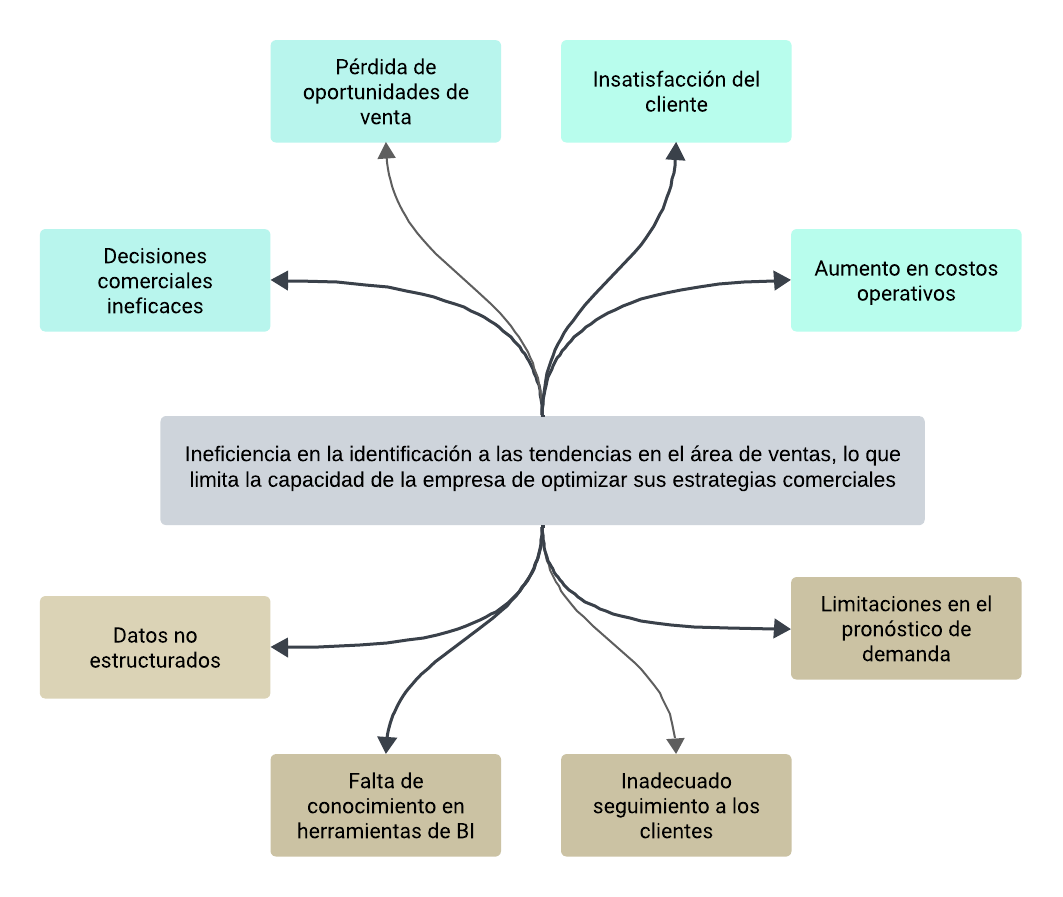 Pérdida de
oportunidades de
venta
Insatisfacción del
cliente
Decisiones
comerciales
ineficaces
Aumento en costos
operativos
Ineficiencia en la identificación a las tendencias en el área de ventas, lo que
limita la capacidad de la empresa de optimizar sus estrategias comerciales
Datos no
estructurados
Limitaciones en el
pronóstico de
demanda
Falta de
conocimiento en
herramientas de BI
Inadecuado
seguimiento a los
clientes